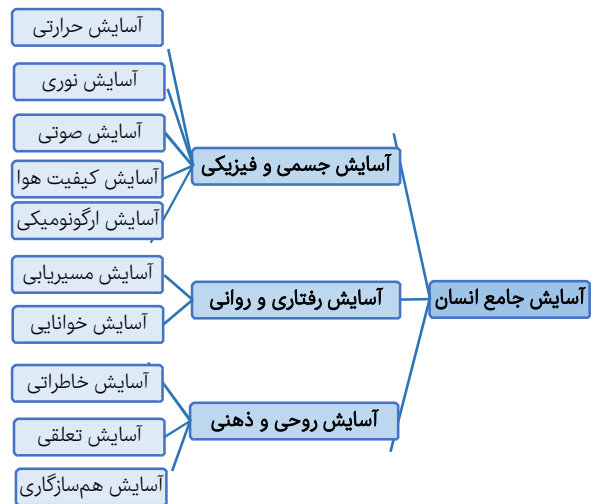 آسایش جامع انسان
آسایش جسمی و فیزیکی
آسایش حرارتی
آسایش نوری
آسایش صوتی
آسایش کیفیت هوا
آسایش ارگونومیکی
آسایش رفتاری و روانی
آسایش مسیریابی
آسایش خوانایی
آسایش روحی و ذهنی
آسایش خاطراتی
آسایش تعلقی
آسایش هم‌سازگاری